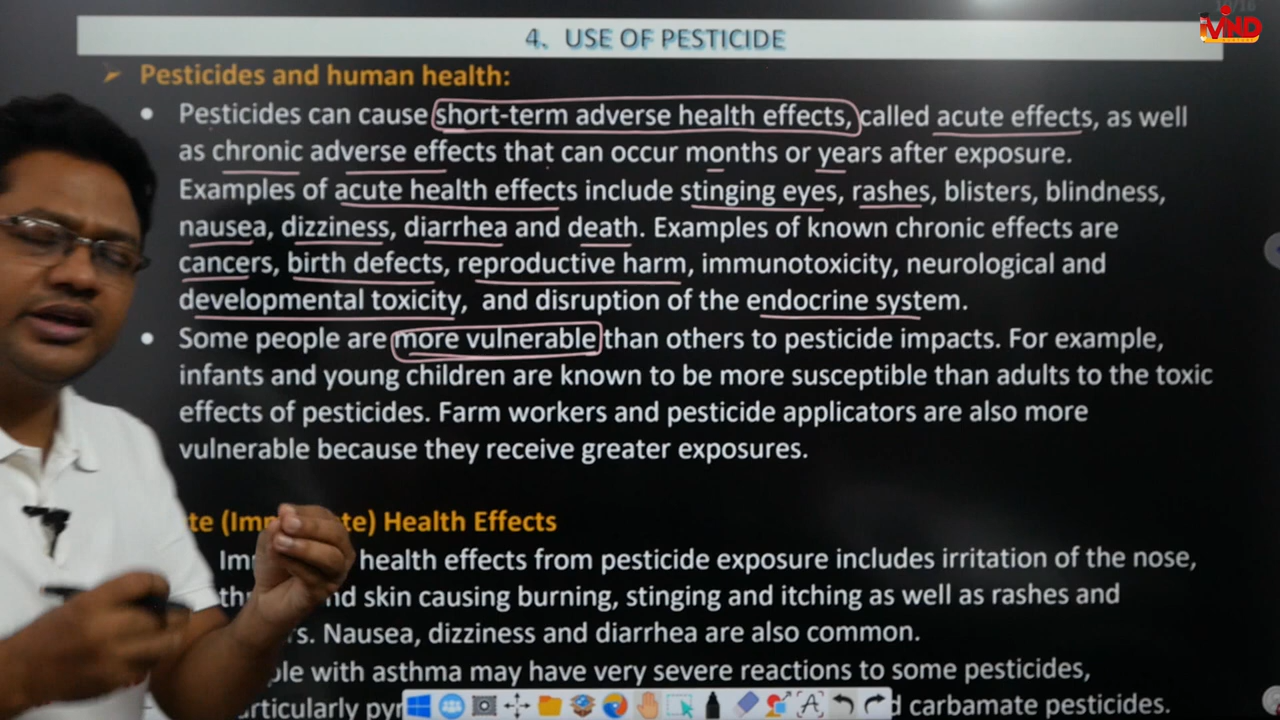 16/16
MND
4. USE OF PESTICIDE
Pesticides and human health:
Pesticides can cause short-term adverse health effects, called acute effects, as well
as chronic adverse effects that can occur months or years after exposure.
Examples of acute health effects include stinging eyes, rashes, blisters, blindness,
nausea, dizziness, diarrhea and death. Examples of known chronic effects are
cancers, birth defects, reproductive harm, immunotoxicity, neurological and
developmental toxicity, and disruption of the endocrine system.
Some people are more vulnerable than others to pesticide impacts. For example,
infants and young children are known to be more susceptible than adults to the toxic
effects of pesticides. Farm workers and pesticide applicators are also more
vulnerable because they receive greater exposures.
Health Effects
health effects from pesticide exposure includes irritation of the nose,
skin causing burning, stinging and itching as well as rashes and
Nausea, dizziness and diarrhea are also common.
with asthma may have very severe reactions to some pesticides,
carbamate pesticides.